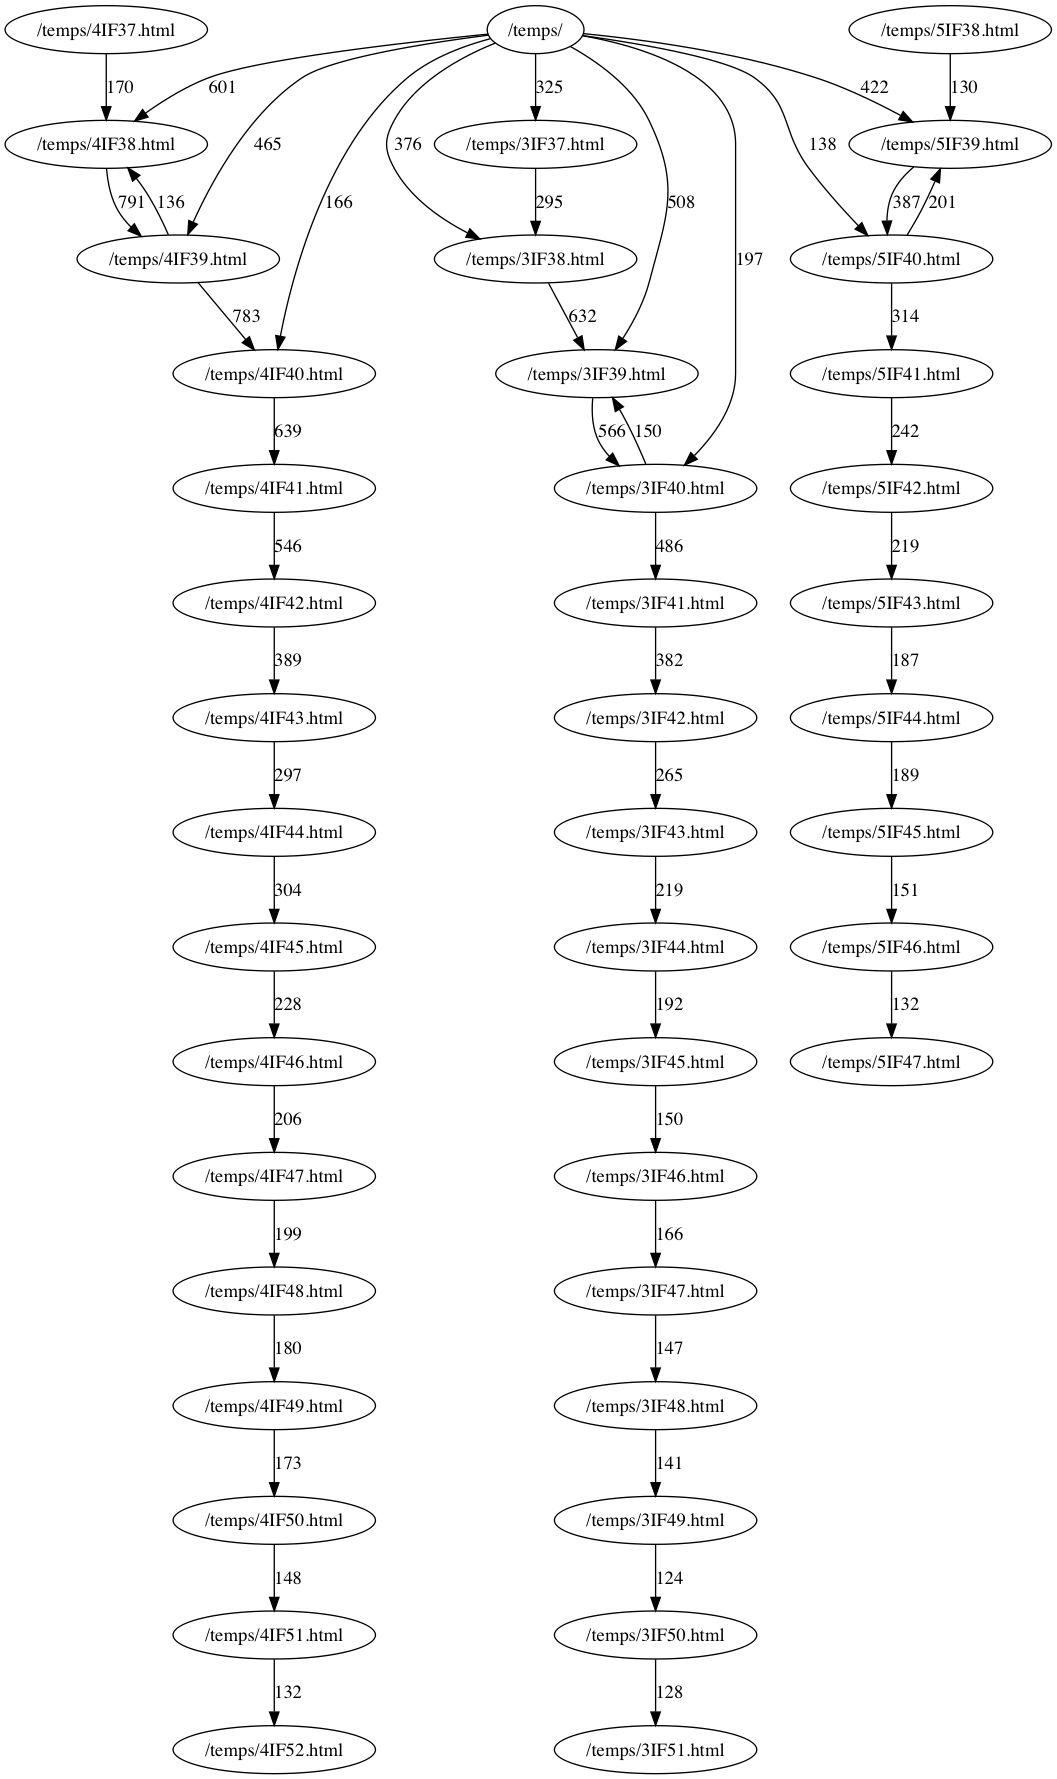 /temps/4IF37.html
/temps/
/temps/5IF38.html
170
601
325
422
130
/temps/4IF38.html
465
376
/temps/3IF37.html
138
/temps/5IF39.html
791
136
166
295
508
387
201
/temps/4IF39.html
/temps/3IF38.html
197
/temps/5IF40.html
783
632
314
/temps/4IF40.html
/temps/3IF39.html
/temps/5IF41.html
639
566
150
242
/temps/4IF41.html
/temps/3IF40.html
/temps/5IF42.html
546
486
219
/temps/4IF42.html
/temps/3IF41.html
/temps/5IF43.html
389
382
187
/temps/4IF43.html
/temps/3IF42.html
/temps/5IF44.html
297
265
189
/temps/4IF44.html
/temps/3IF43.html
/temps/5IF45.html
304
219
151
/temps/4IF45.html
/temps/3IF44.html
/temps/5IF46.html
228
192
132
/temps/4IF46.html
/temps/3IF45.html
/temps/5IF47.html
206
150
/temps/4IF47.html
/temps/3IF46.html
199
166
/temps/4IF48.html
/temps/3IF47.html
180
147
/temps/4IF49.html
/temps/3IF48.html
173
141
/temps/4IF50.html
/temps/3IF49.html
148
124
/temps/4IF51.html
/temps/3IF50.html
132
128
/temps/4IF52.html
/temps/3IF51.html